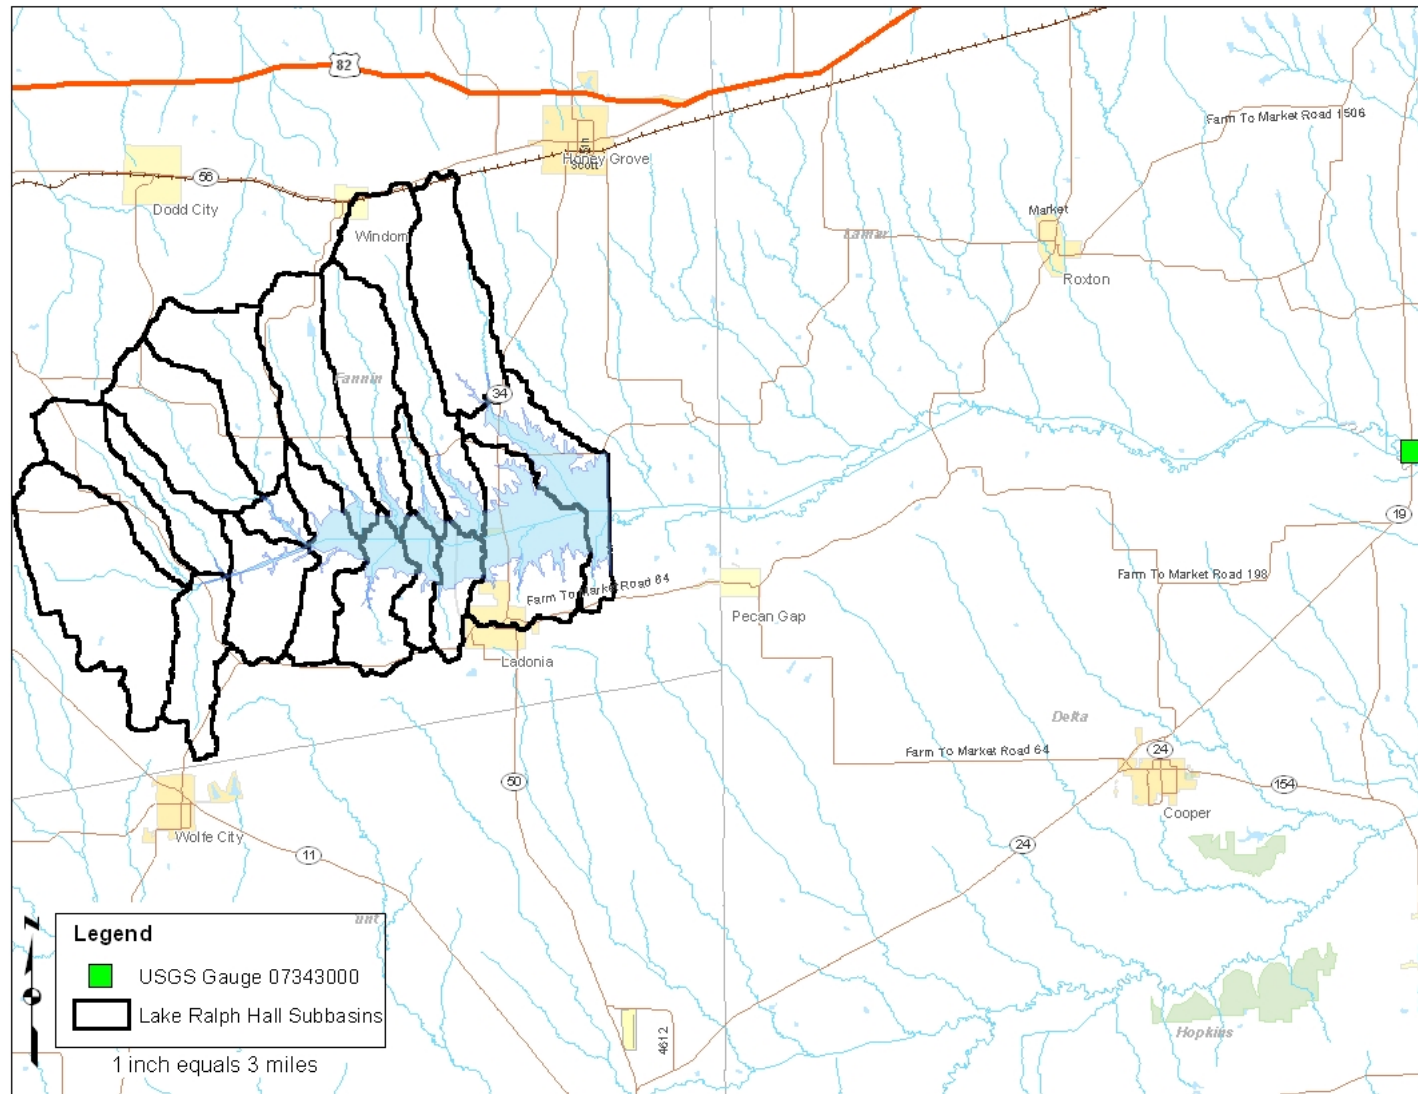 82
Farm To Market Road 1506
5th
Honey Grove
Scott
56
Dodd City
Market
Windom
Lamar
Roxton
Fannin
34
19
Farm To Market Road 198
Farm To Market Road 64
Pecan Gap
Ladonia
Delta
Farm To Market Road 64
24
50
154
Cooper
Wolfe City
24
11
unt
N
Legend
USGS Gauge 07343000
Lake Ralph Hall Subbasins
4612
Hopkins
1 inch equals 3 miles